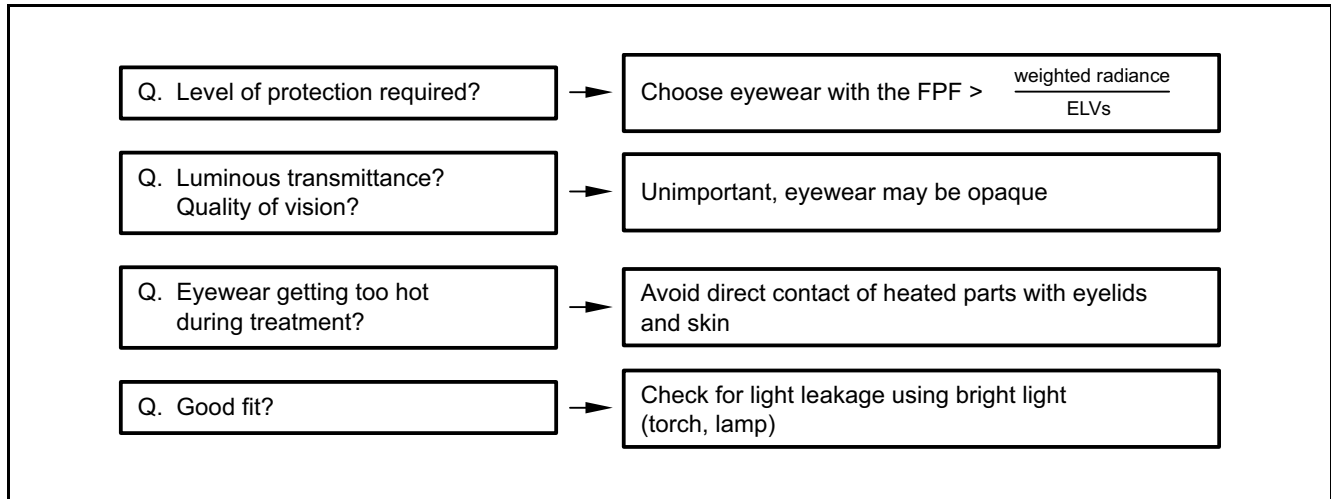 Q. Level of protection required?
Choose eyewear with the FPF > weighted radiance
ELVs
Q. Luminous transmittance?
Quality of vision?
Unimportant, eyewear may be opaque
Q. Eyewear getting too hot
during treatment?
Avoid direct contact of heated parts with eyelids
and skin
Q. Good fit?
Check for light leakage using bright light
(torch, lamp)